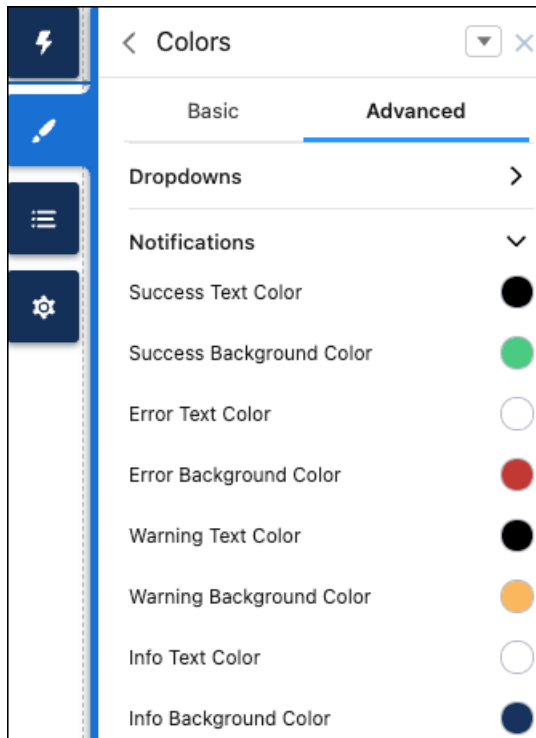 Colors
Basic
Advanced
Dropdowns
Notifications
Success Text Color
Success Background Color
Error Text Color
Error Background Color
Warning Text Color
Warning Background Color
Info Text Color
Info Background Color